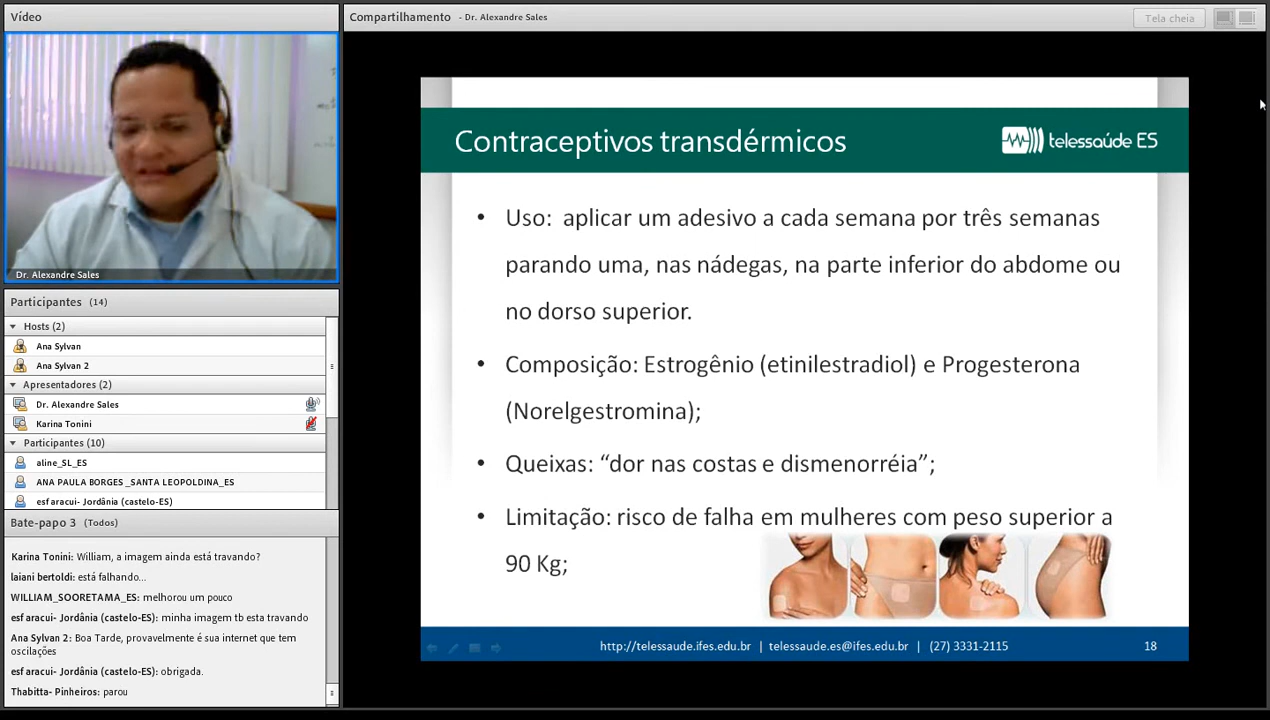 Vídeo
Dr. Alexandre Sales
Participantes (14)
Hosts (2)
Ana Sylvan
Ana Sylvan 2
Apresentadores (2)
Dr. Alexandre Sales
Karina Tonini
Participantes (10)
aline_SL_ES
ANA PAULA BORGES _SANTA LEOPOLDINA_ES
esf aracui- Jordânia (castelo-ES)
Bate-papo 3 (Todos)
Karina Tonini: William, a imagem ainda está travando?
laiani bertoldi: está falhando...
WILLIAM_SOORETAMA_ES: melhorou um pouco
esf aracui- Jordânia (castelo-ES): minha imagem tb esta travando
Ana Sylvan 2: Boa Tarde, provavelmente é sua internet que tem
oscilações
esf aracui- Jordânia (castelo-ES): obrigada.
Thabitta- Pinheiros: parou
Compartilhamento - Dr. Alexandre Sales
Tela cheia
Contraceptivos transdérmicos
telessaúde ES
• Uso: aplicar um adesivo a cada semana por três semanas
parando uma, nas nádegas, na parte inferior do abdome ou
no dorso superior.
• Composição: Estrogênio (etinilestradiol) e Progesterona
(Norelgestromina);
• Queixas: “dor nas costas e dismenorréia”;
• Limitação: risco de falha em mulheres com peso superior a
90 Kg;
http://telessaude.ifes.edu.br | telessaude.es@ifes.edu.br | (27) 3331-2115
18